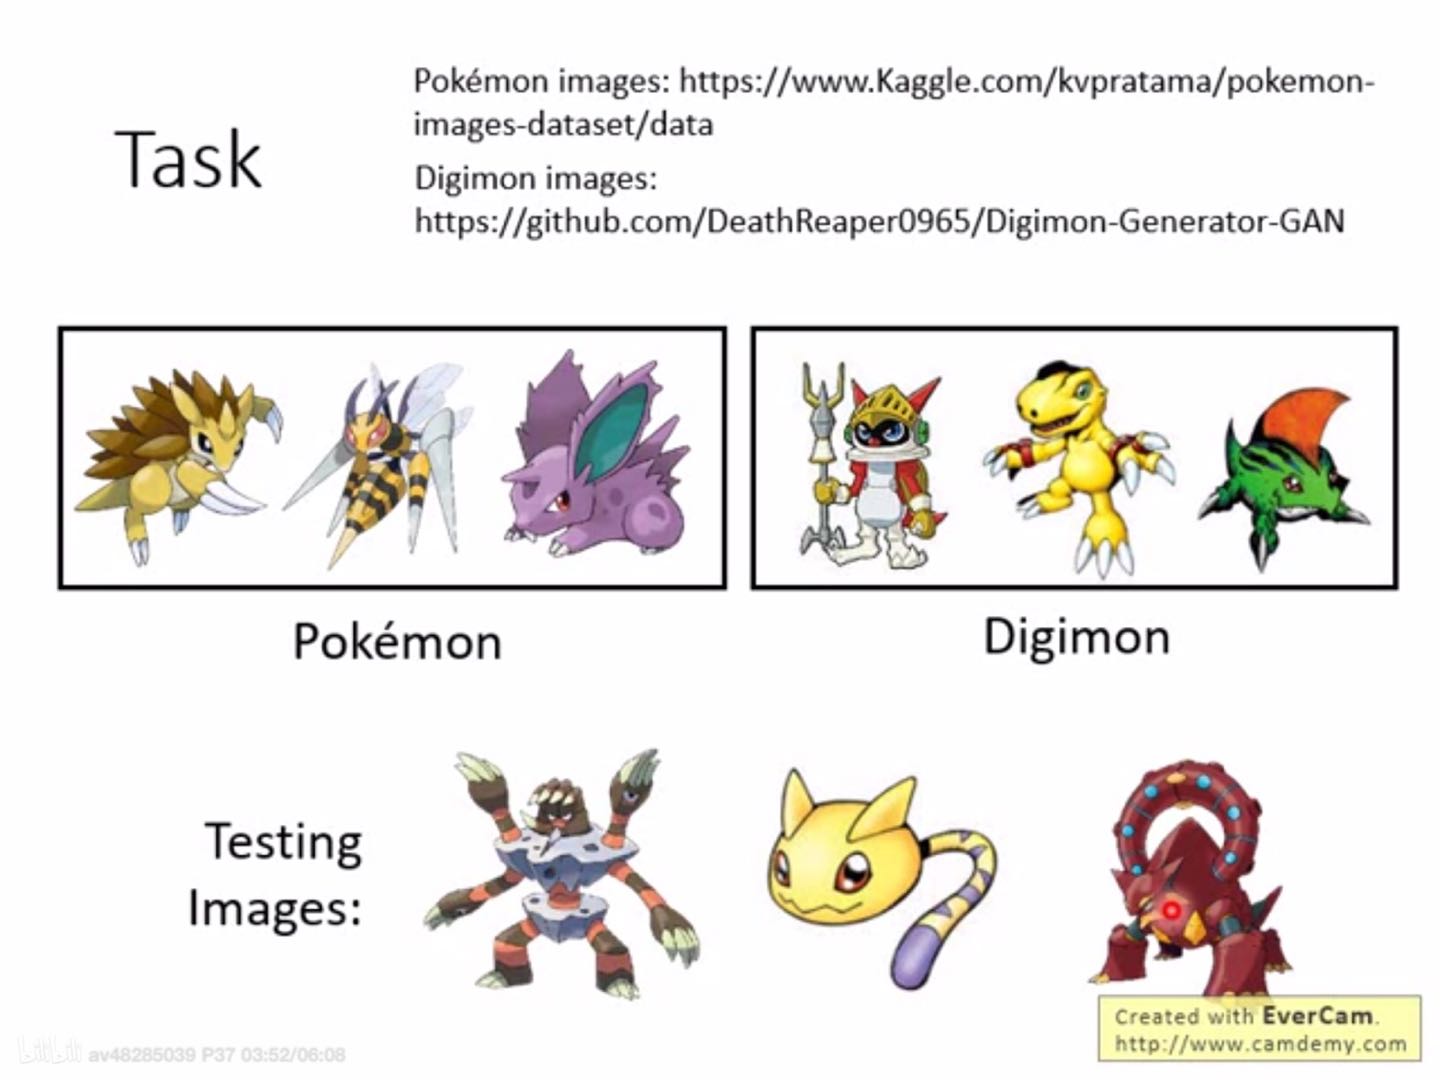 Task
Pokémon images: https://www.Kaggle.com/kvpratama/pokemon-
images-dataset/data
Digimon images:
https://github.com/DeathReaper0965/Digimon-Generator-GAN
Pokémon
Digimon
Testing
Images:
Created with EverCam.
http://www.camdemy.com
bilibili av48285039 P37 03:52/06:08